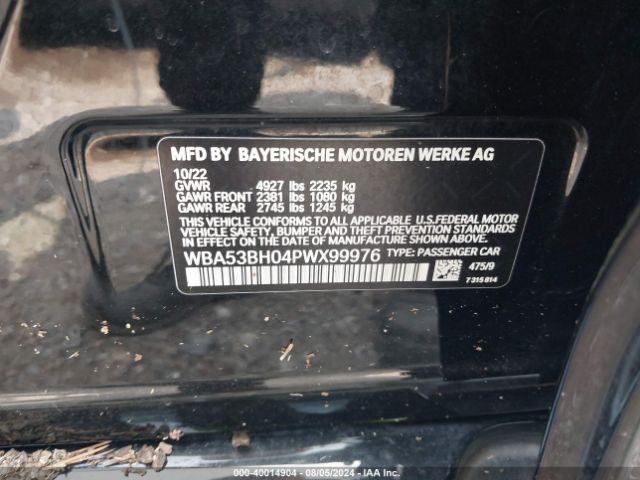 MFD BY BAYERISCHE MOTOREN WERKE AG
10/22
GVWR 4927 lbs 2235 kg
GAWR FRONT 2381 lbs 1080 kg
GAWR REAR 2745 lbs 1245 kg
THIS VEHICLE CONFORMS TO ALL APPLICABLE U.S.FEDERAL MOTOR
VEHICLE SAFETY, BUMPER AND THEFT PREVENTION STANDARDS
IN EFFECT ON THE DATE OF MANUFACTURE SHOWN ABOVE.
WBA53BH04PWX99976 TYPE: PASSENGER CAR
475/9
7315814
000-40014904 - 08/05/2024 - IAA Inc.